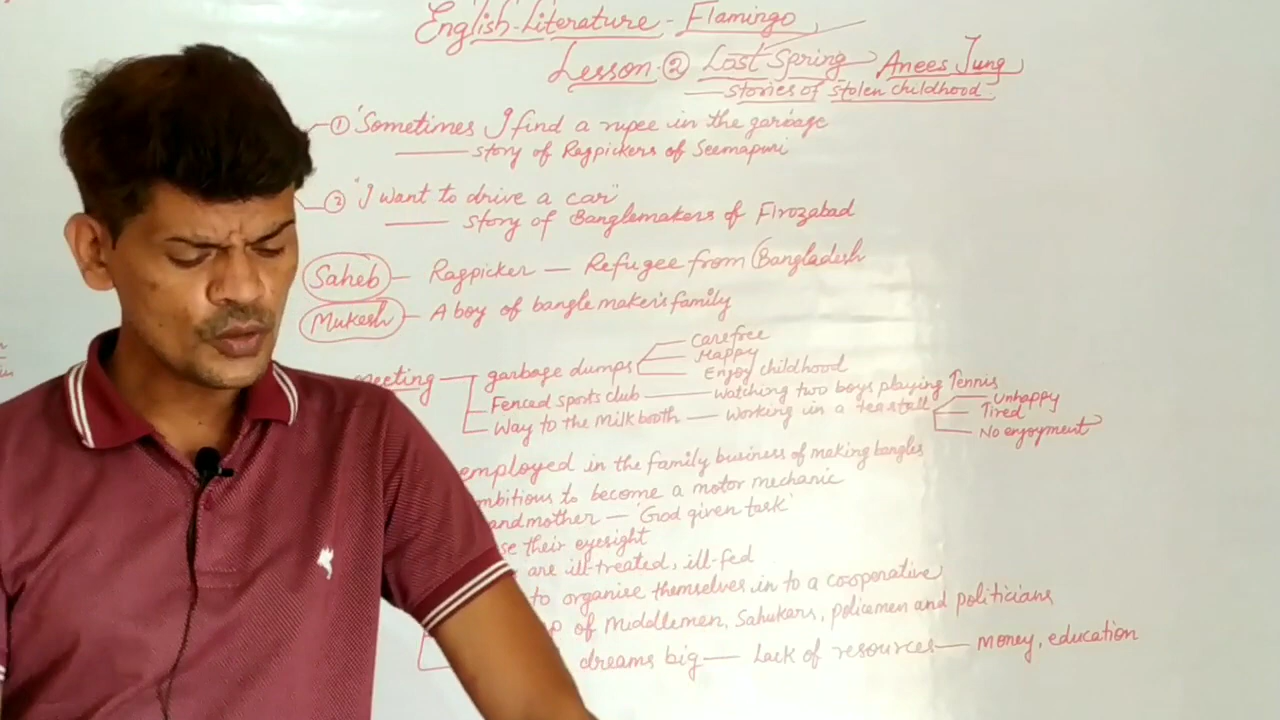 English Literature - Flamingo
Lesson ② Lost Spring Anees Jung
—— stories of stolen childhood
① 'Sometimes I find a rupee in the garbage
—— story of Ragpickers of Seemapuri
② "I want to drive a car"
—— story of Banglemakers of Firozabad
Saheb - Ragpicker — Refugee from Bangladesh
Mukesh - A boy of bangle maker's family
meeting garbage dumps Carefree
Happy
Enjoy childhood
Fenced sports club —— watching two boys playing Tennis
Way to the Milk booth —— working in a tea stall Unhappy
Tired
No enjoyment
employed in the family business of making bangles
mbitious to become a motor mechanic
andmother — 'God given task'
se their eyesight
are ill-treated, ill-fed
to organise themselves in to a cooperative
p of Middlemen, Sahukars, policemen and politicians
dreams big —— Lack of resources — money, education